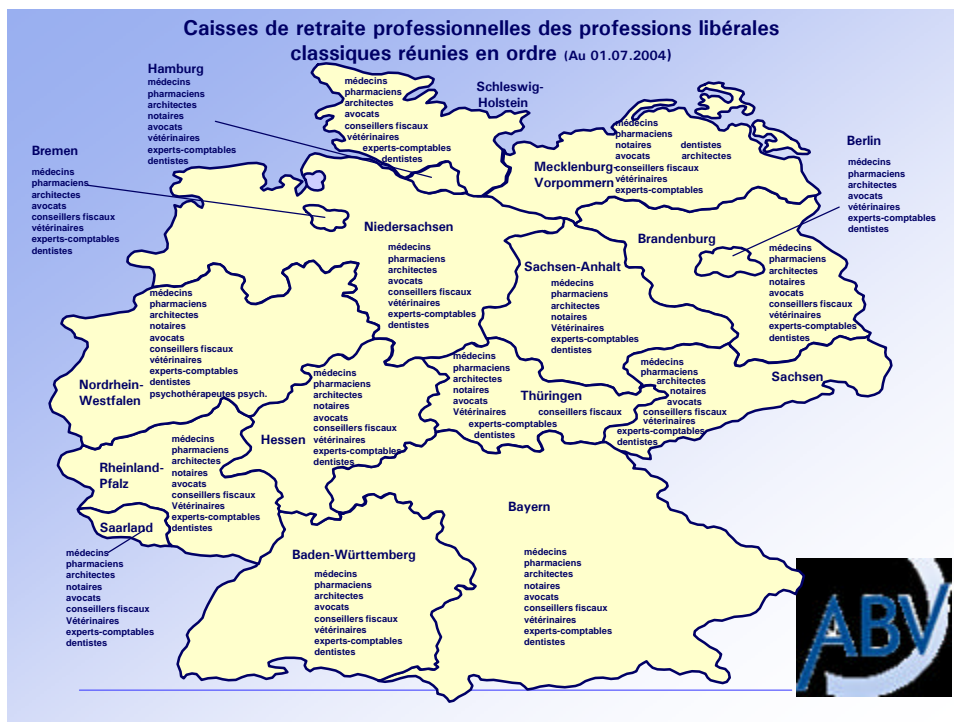 Caisses de retraite professionnelles des professions libérales
classiques réunies en ordre (Au 01.07.2004)
Hamburg
médecins
pharmaciens
architectes
notaires
avocats
vétérinaires
experts-comptables
dentistes
médecins
pharmaciens
architectes
avocats
conseillers fiscaux
vétérinaires
experts-comptables
dentistes
Schleswig-
Holstein
médecins
pharmaciens
notaires dentistes
avocats architectes
conseillers fiscaux
vétérinaires
experts-comptables
Mecklenburg-
Vorpommern
Berlin
médecins
pharmaciens
architectes
avocats
vétérinaires
experts-comptables
dentistes
Bremen
médecins
pharmaciens
architectes
avocats
conseillers fiscaux
vétérinaires
experts-comptables
dentistes
Niedersachsen
médecins
pharmaciens
architectes
avocats
conseillers fiscaux
vétérinaires
experts-comptables
dentistes
Brandenburg
médecins
pharmaciens
architectes
notaires
avocats
conseillers fiscaux
vétérinaires
experts-comptables
dentistes
Sachsen-Anhalt
médecins
pharmaciens
architectes
notaires
Vétérinaires
experts-comptables
dentistes
médecins
pharmaciens
architectes
notaires
avocats
conseillers fiscaux
vétérinaires
experts-comptables
dentistes
psychothérapeutes psych.
Nordrhein-
Westfalen
Hessen
médecins
pharmaciens
architectes
notaires
avocats
conseillers fiscaux
vétérinaires
experts-comptables
dentistes
médecins
pharmaciens
architectes
notaires
avocats
Vétérinaires conseillers fiscaux
experts-comptables
dentistes
Thüringen
médecins
pharmaciens
architectes
notaires
avocats
conseillers fiscaux
véterinaires
experts-comptables
dentistes
Sachsen
Rheinland-
Pfalz
médecins
pharmaciens
architectes
notaires
avocats
conseillers fiscaux
Vétérinaires
experts-comptables
dentistes
Saarland
médecins
pharmaciens
architectes
notaires
avocats
conseillers fiscaux
Vétérinaires
experts-comptables
dentistes
Baden-Württemberg
médecins
pharmaciens
architectes
avocats
conseillers fiscaux
vétérinaires
experts-comptables
dentistes
Bayern
médecins
pharmaciens
architectes
notaires
avocats
conseillers fiscaux
vétérinaires
experts-comptables
dentistes
ABV